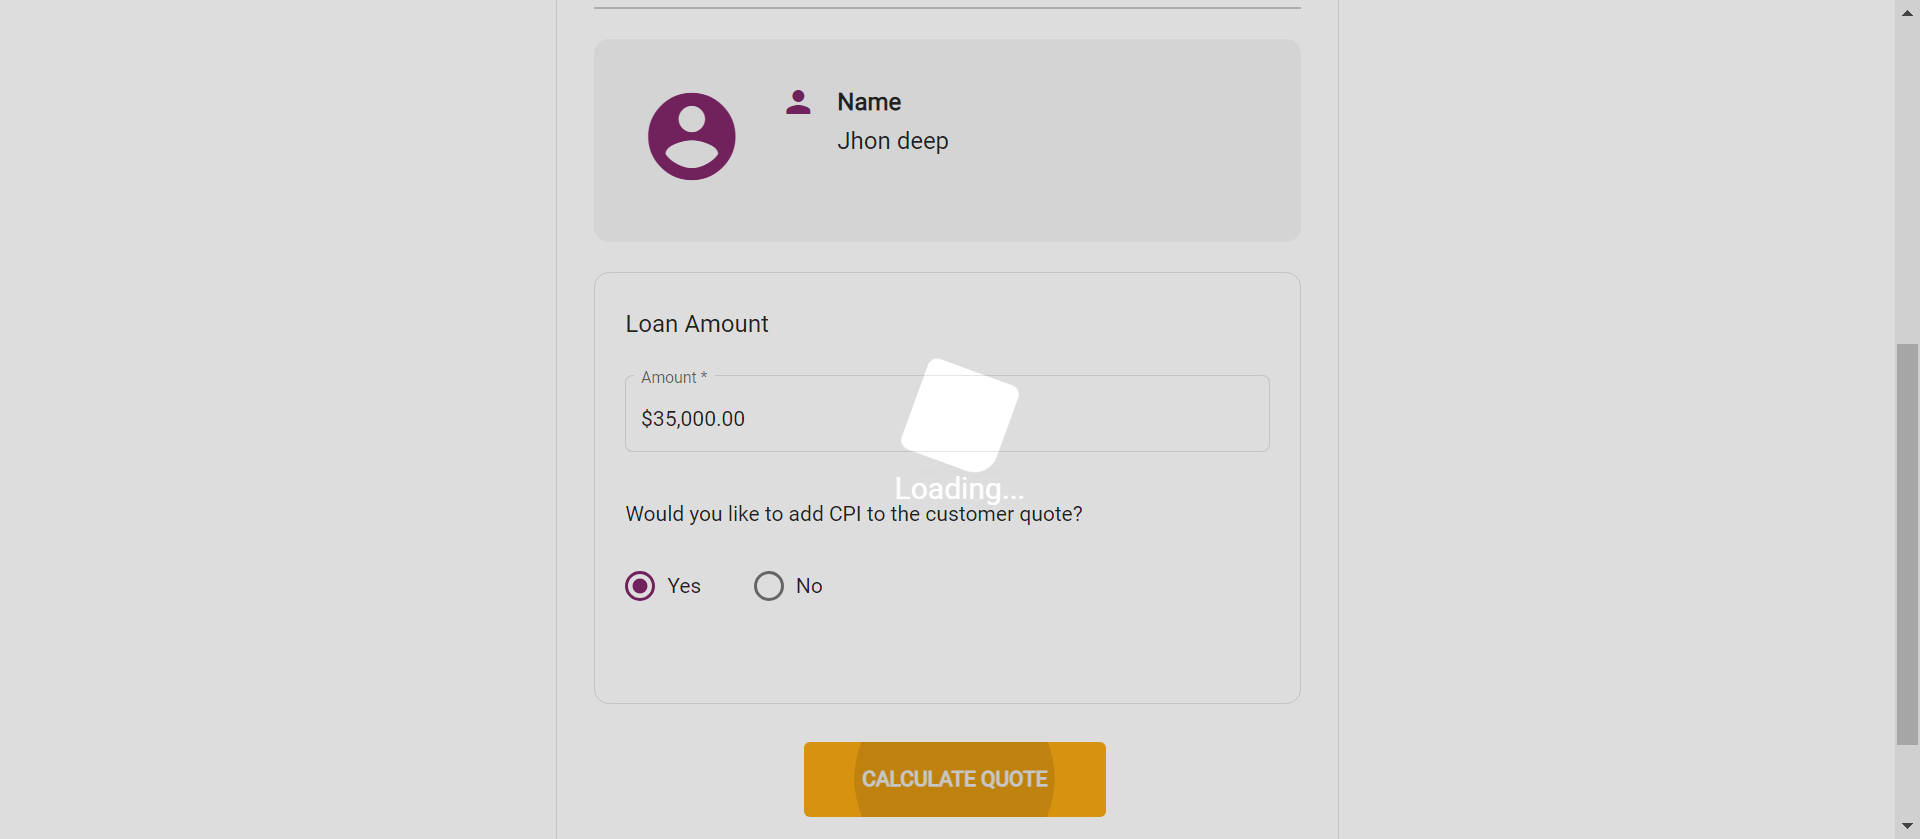 Name
Jhon deep
Loan Amount
Amount *
$35,000.00
Loading...
Would you like to add CPI to the customer quote?
Yes No
CALCULATE QUOTE